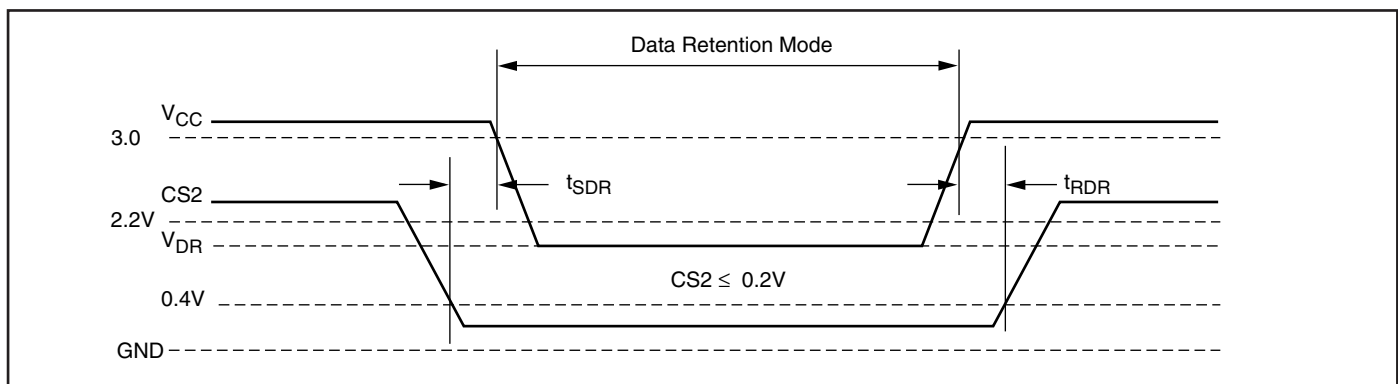 Data Retention Mode
VCC
3.0
tSDR
tRDR
CS2
2.2V
VDR
CS2 ≤ 0.2V
0.4V
GND